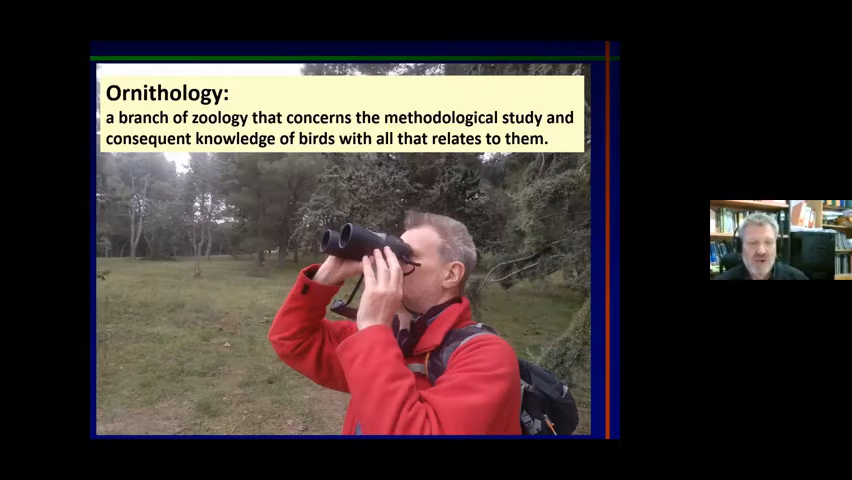 Ornithology:
a branch of zoology that concerns the methodological study and
consequent knowledge of birds with all that relates to them.